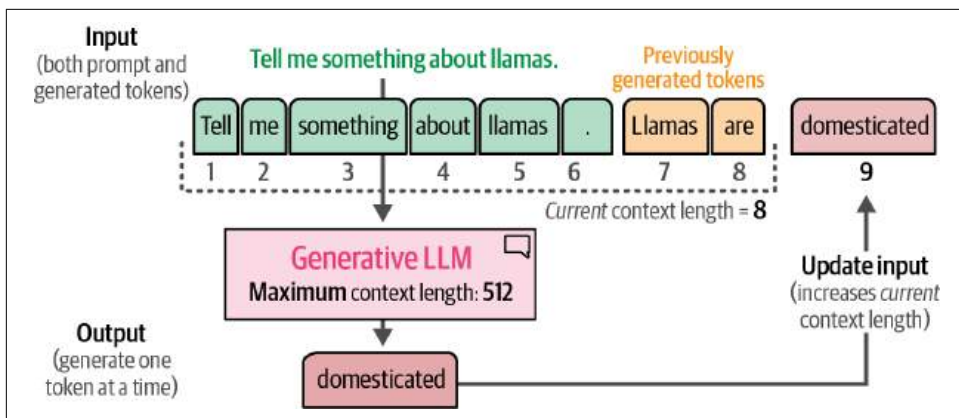 Input
(both prompt and
generated tokens)
Tell me something about llamas.
Previously
generated tokens
Tell me something about llamas . Llamas are domesticated
1 2 3 4 5 6 7 8 9
Current context length = 8
Generative LLM
Maximum context length: 512
Update input
(increases current
context length)
Output
(generate one
token at a time)
domesticated